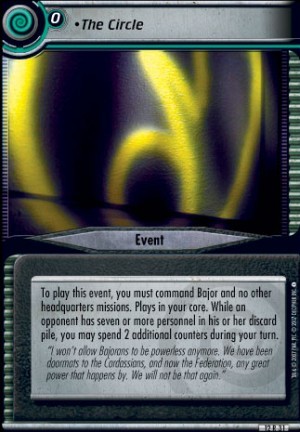 0
•The Circle
Event
To play this event, you must command Bajor and no other
headquarters missions. Plays in your core. While an
opponent has seven or more personnel in his or her discard
pile, you may spend 2 additional counters during your turn.
"I won't allow Bajorans to be powerless anymore. We have been
doormats to the Cardassians, and now the Federation, any great
power that happens by. We will not be that again."
12 R 31